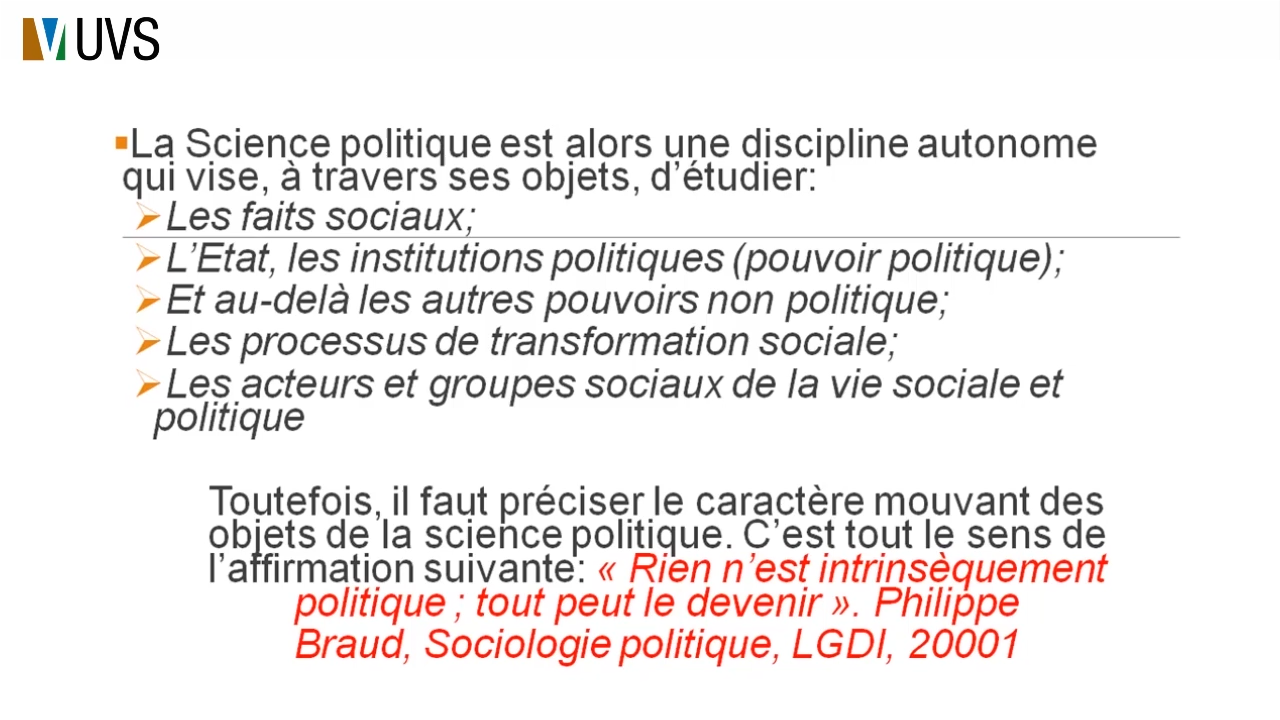 UVS
La Science politique est alors une discipline autonome
qui vise, à travers ses objets, d’étudier:
Les faits sociaux;
L’Etat, les institutions politiques (pouvoir politique);
Et au-delà les autres pouvoirs non politique;
Les processus de transformation sociale;
Les acteurs et groupes sociaux de la vie sociale et
politique
Toutefois, il faut préciser le caractère mouvant des
objets de la science politique. C’est tout le sens de
l’affirmation suivante: « Rien n’est intrinsèquement
politique ; tout peut le devenir ». Philippe
Braud, Sociologie politique, LGDI, 20001